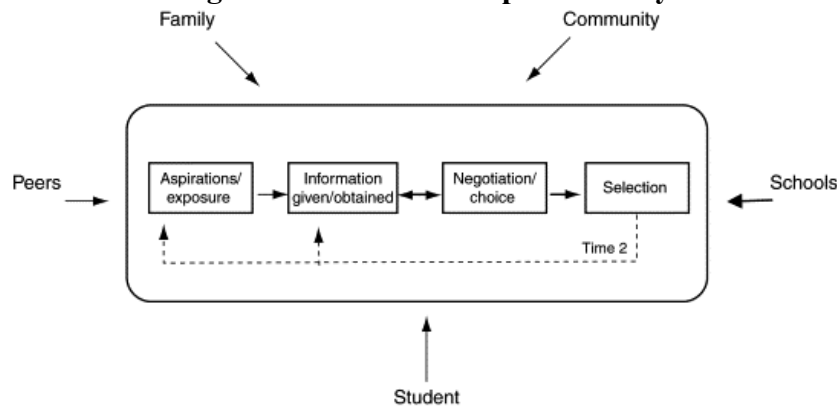 Family
Community
Peers
Aspirations/
exposure
Information
given/obtained
Negotiation/
choice
Selection
Schools
Time 2
Student